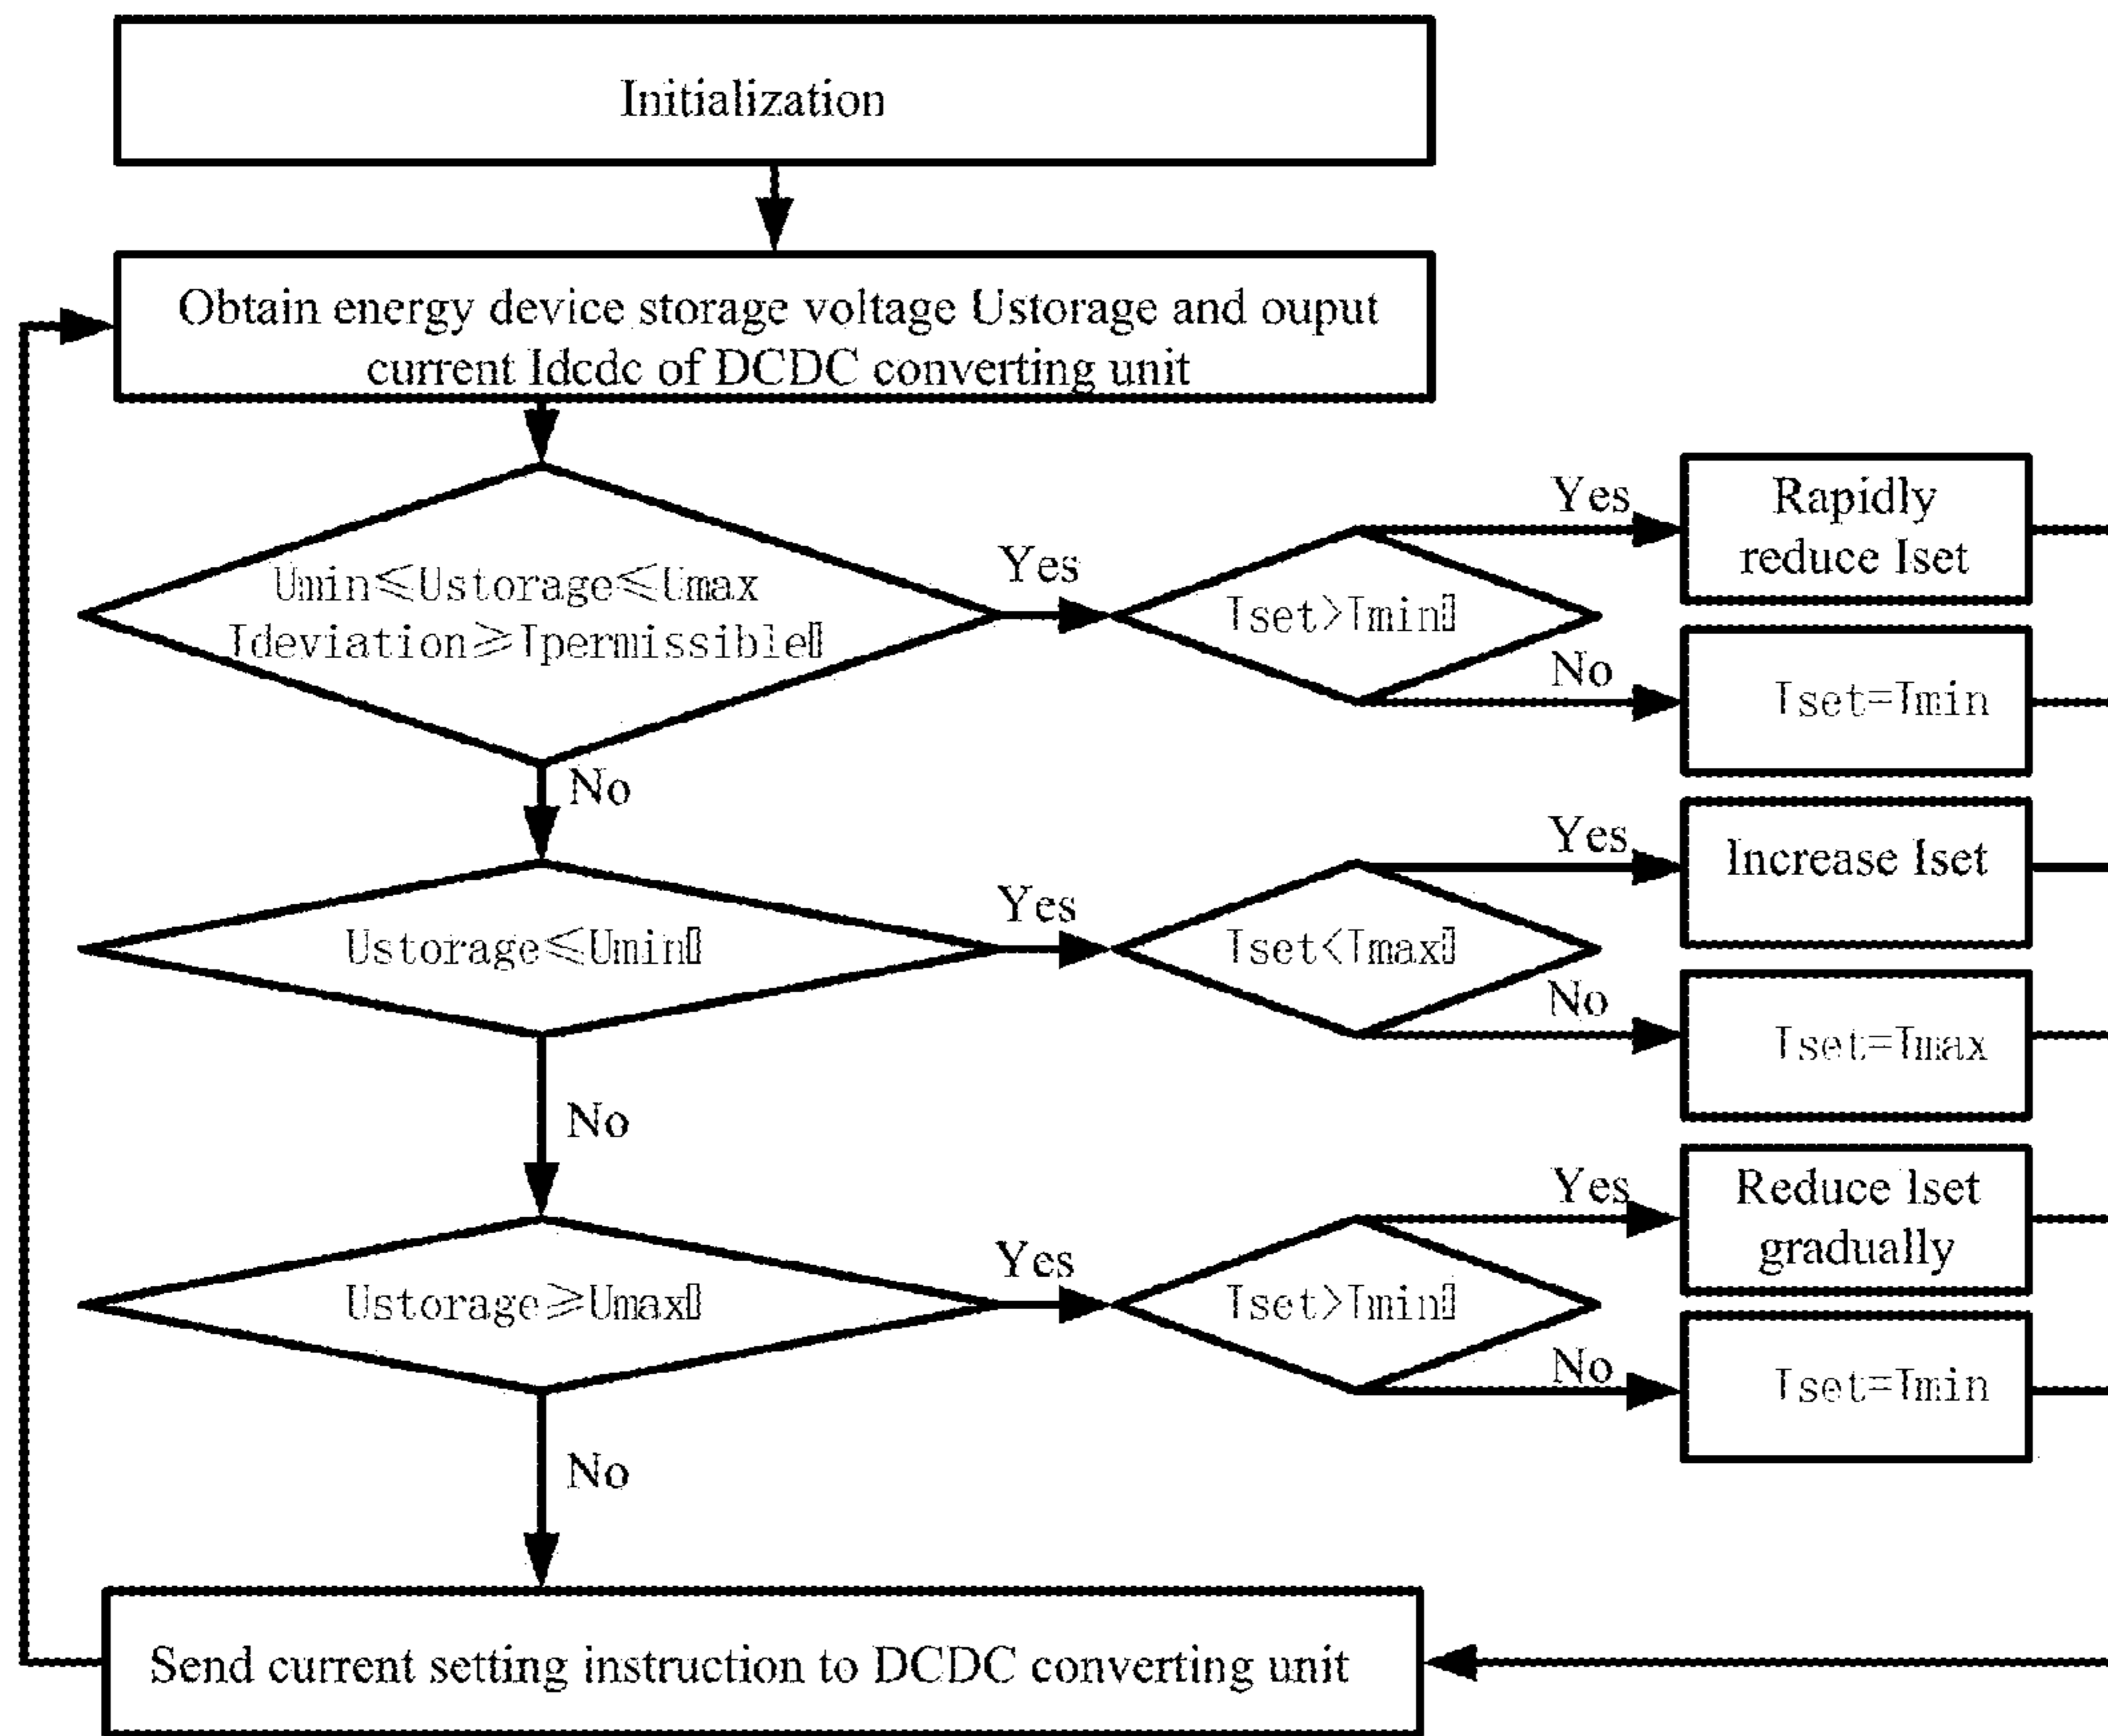 Initialization
Obtain energy device storage voltage Ustorage and ouput
current Idcdc of DCDC converting unit
Umin≤Ustorage≤Umax
Ideviation≥Ipermissible▯
Yes
Iset>Imin▯
Yes
Rapidly
reduce Iset
No
Iset=Imin
No
Ustorage≤Umin▯
Yes
Iset<Imax▯
Yes
Increase Iset
No
Iset=Imax
No
Ustorage≥Umax▯
Yes
Iset>Imin▯
Yes
Reduce Iset
gradually
No
Iset=Imin
No
Send current setting instruction to DCDC converting unit